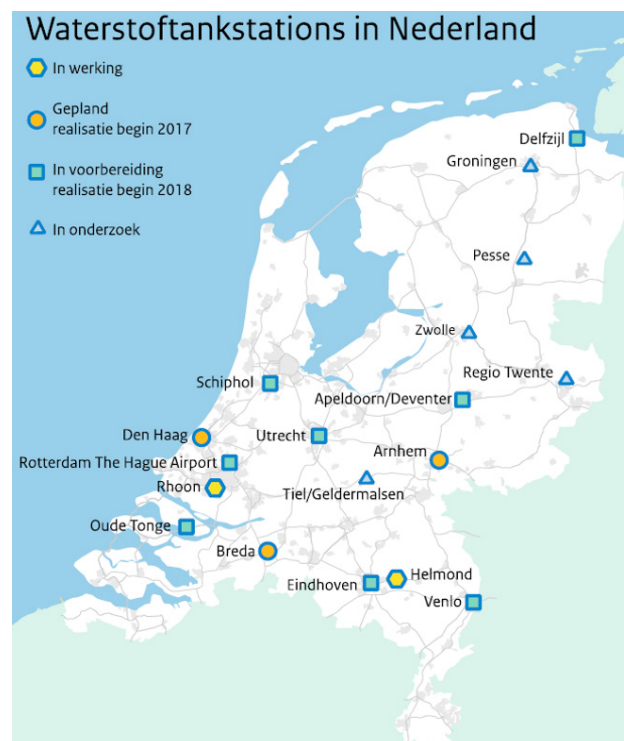 Waterstoftankstations in Nederland
In werking
Gepland
realisatie begin 2017
In voorbereiding
realisatie begin 2018
In onderzoek
Delfzijl
Groningen
Pesse
Zwolle
Regio Twente
Schiphol
Apeldoorn/Deventer
Den Haag
Utrecht
Arnhem
Rotterdam The Hague Airport
Rhoon
Tiel/Geldermalsen
Oude Tonge
Breda
Helmond
Eindhoven
Venlo